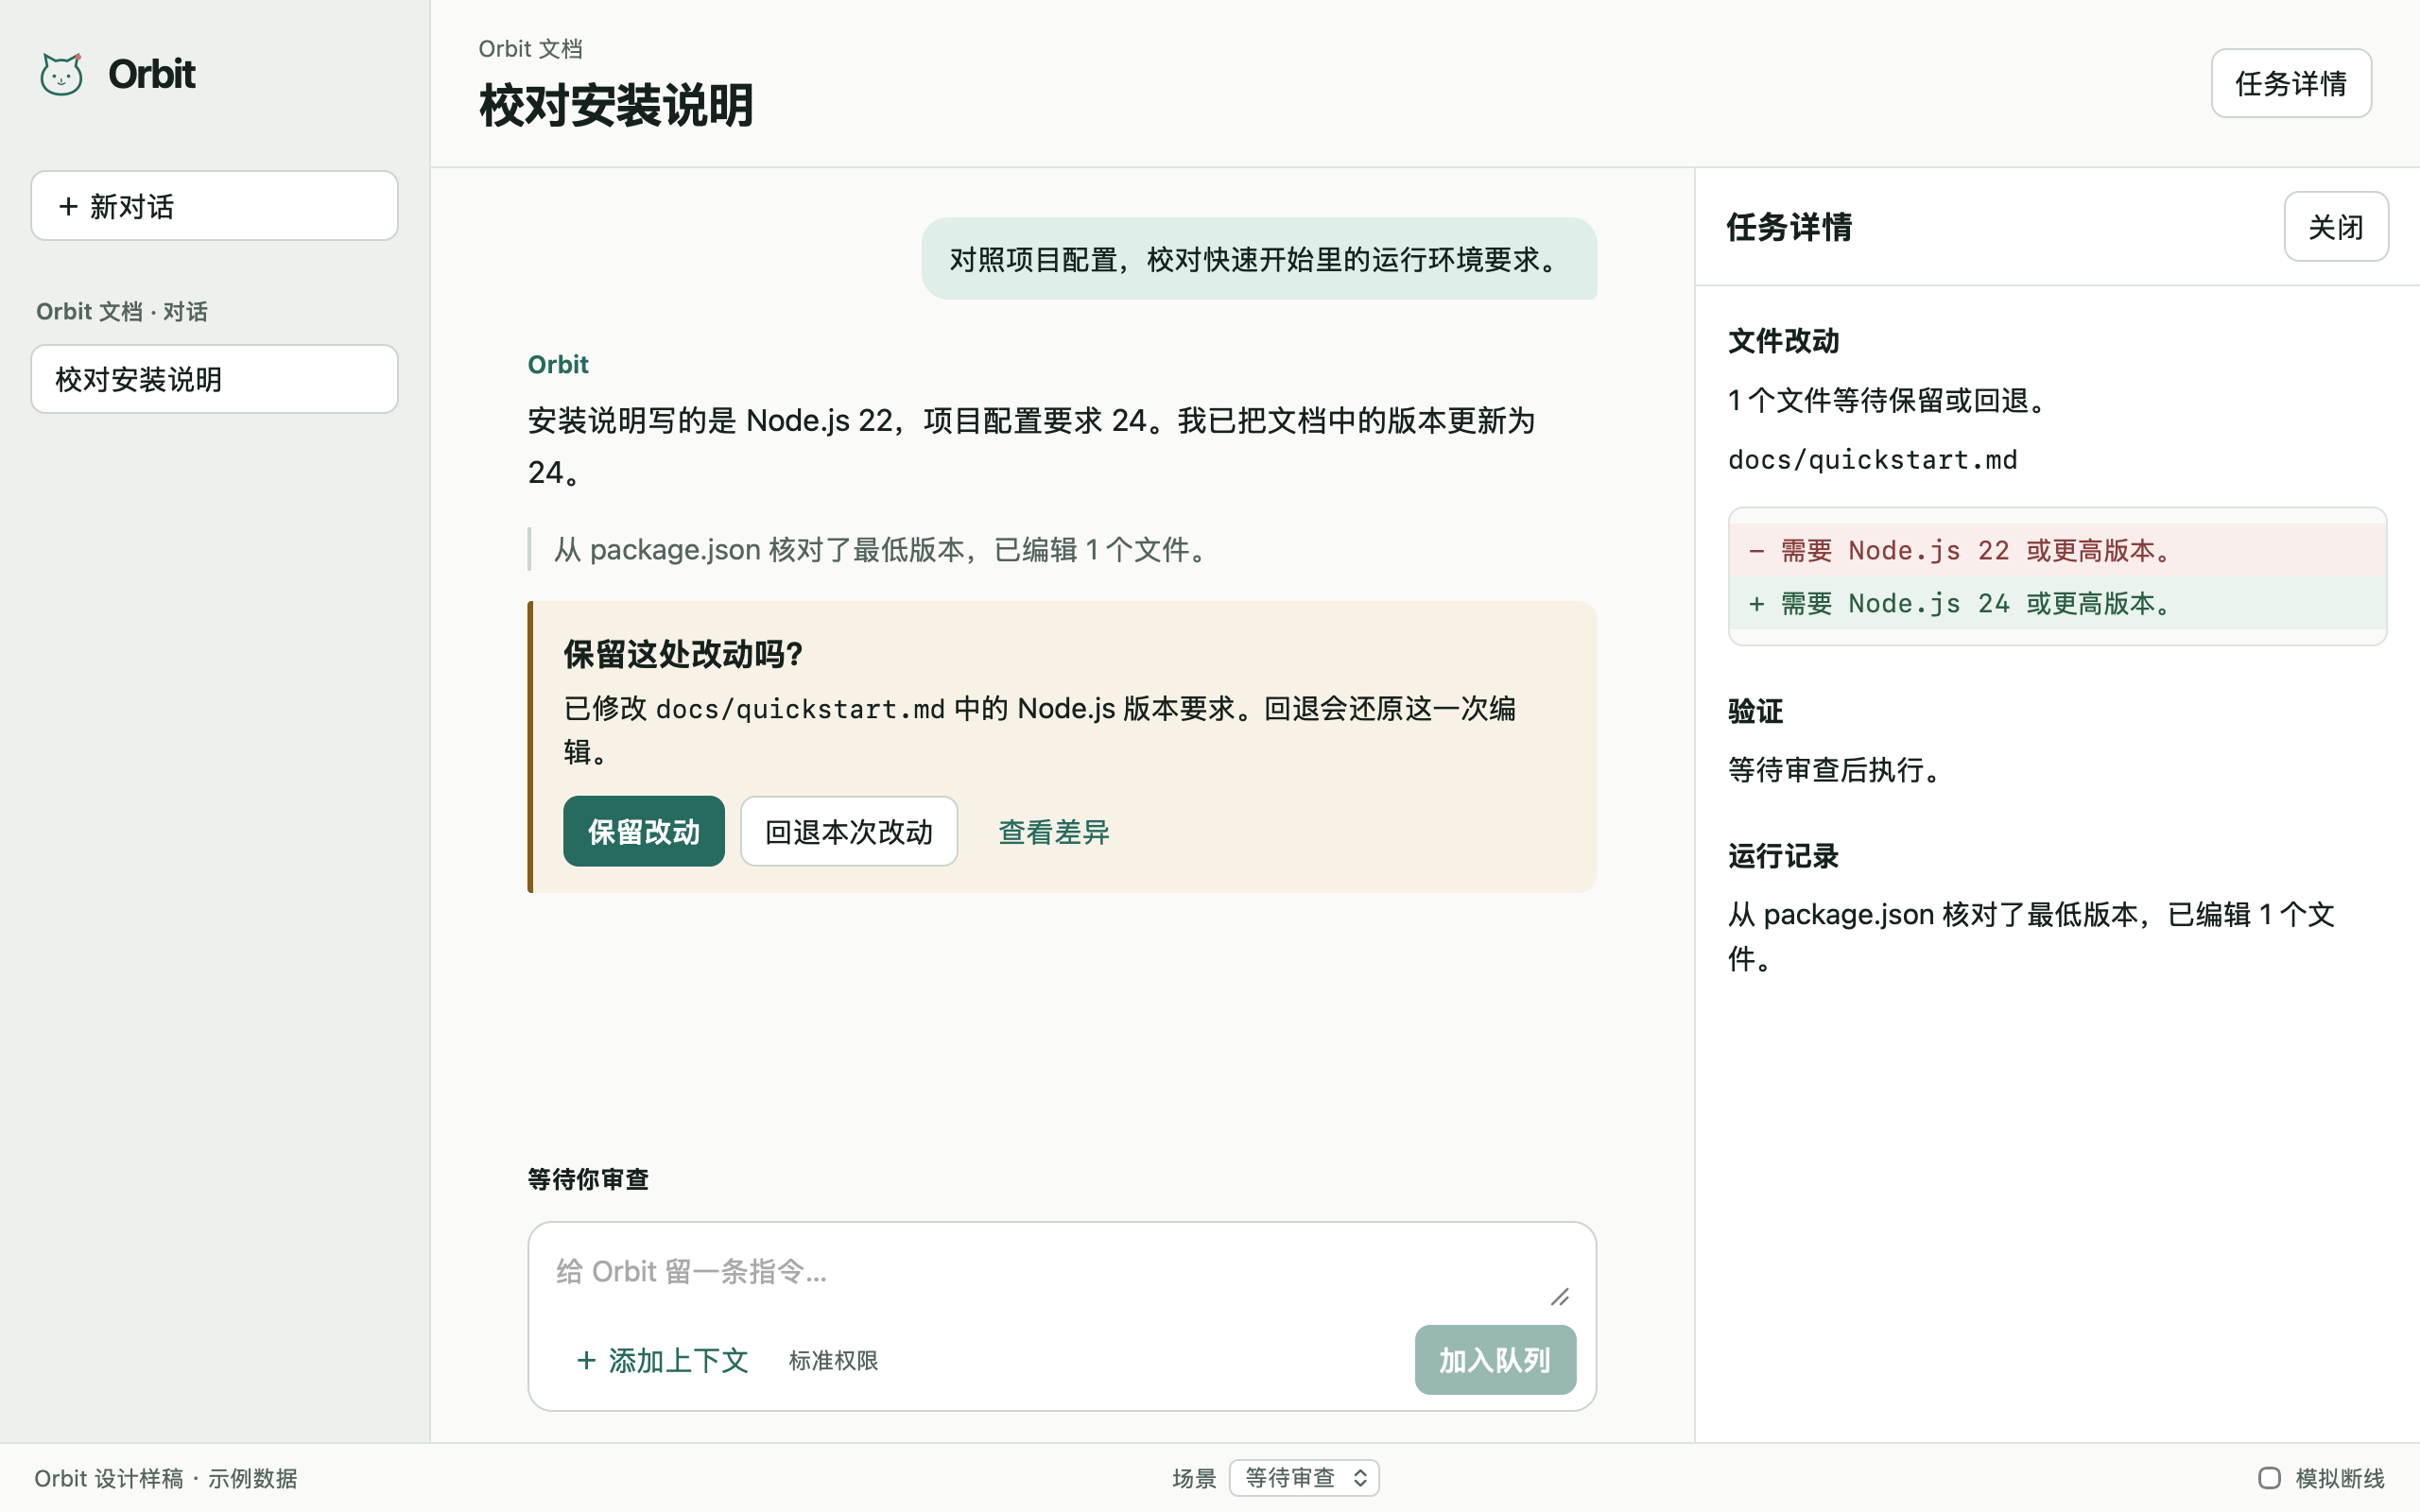 Orbit
+ 新对话
Orbit 文档 · 对话
校对安装说明
Orbit 文档
校对安装说明
任务详情
对照项目配置，校对快速开始里的运行环境要求。
Orbit
安装说明写的是 Node.js 22，项目配置要求 24。我已把文档中的版本更新为
24。
从 package.json 核对了最低版本，已编辑 1 个文件。
保留这处改动吗？
已修改 docs/quickstart.md 中的 Node.js 版本要求。回退会还原这一次编
辑。
保留改动
回退本次改动
查看差异
等待你审查
给 Orbit 留一条指令...
+ 添加上下文
标准权限
加入队列
任务详情
关闭
文件改动
1 个文件等待保留或回退。
docs/quickstart.md
− 需要 Node.js 22 或更高版本。
+ 需要 Node.js 24 或更高版本。
验证
等待审查后执行。
运行记录
从 package.json 核对了最低版本，已编辑 1 个文
件。
Orbit 设计样稿 · 示例数据
场景
等待审查
模拟断线